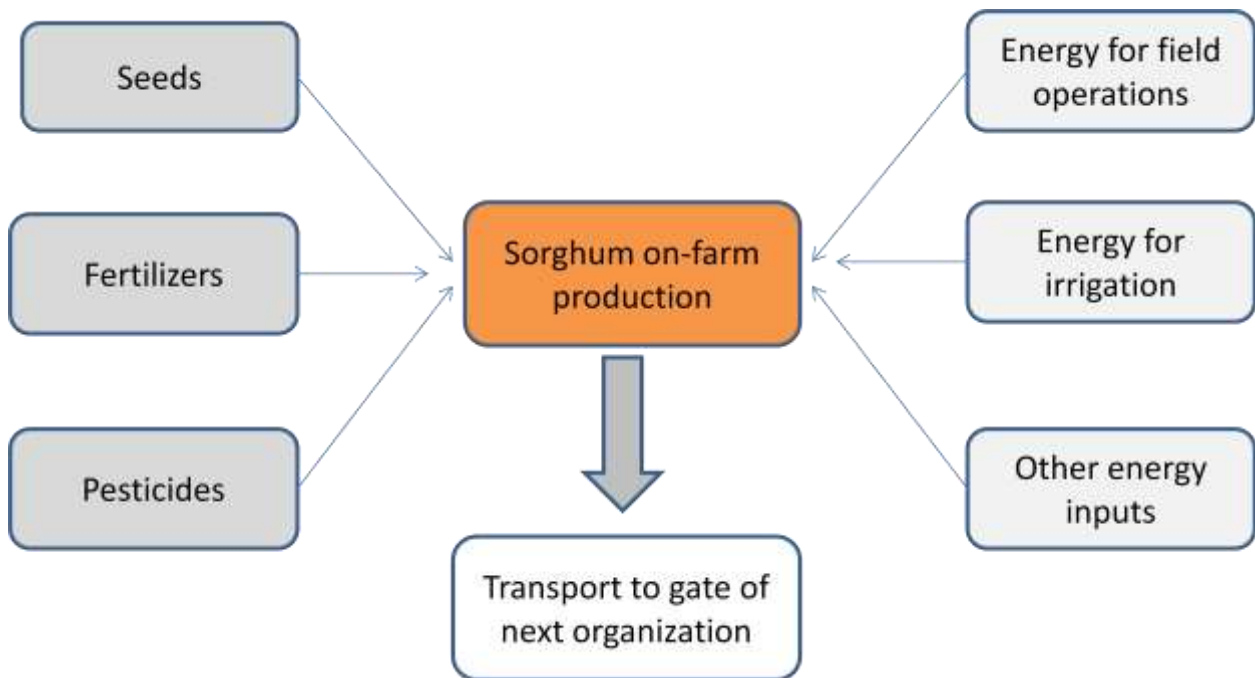 Seeds
Fertilizers
Pesticides
Sorghum on-farm
production
Transport to gate of
next organization
Energy for field
operations
Energy for
irrigation
Other energy
inputs